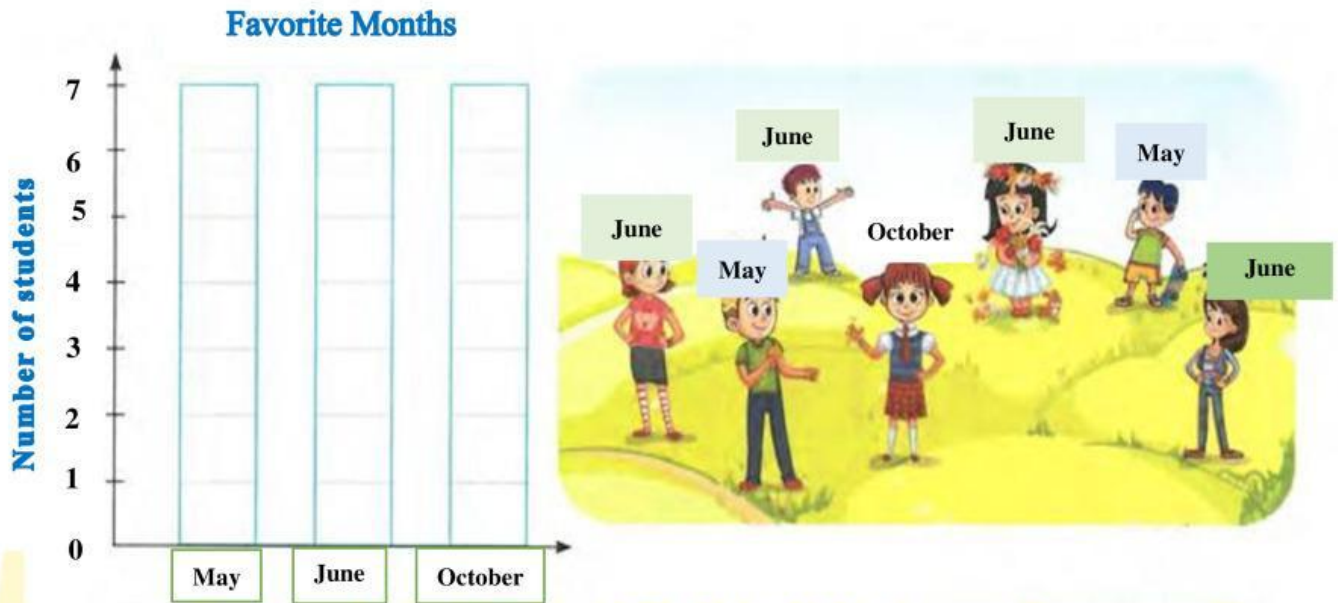 Favorite Months
Number of students
7
6
5
4
3
2
1
0
May
June
October
June
June
May
June
May
October
June